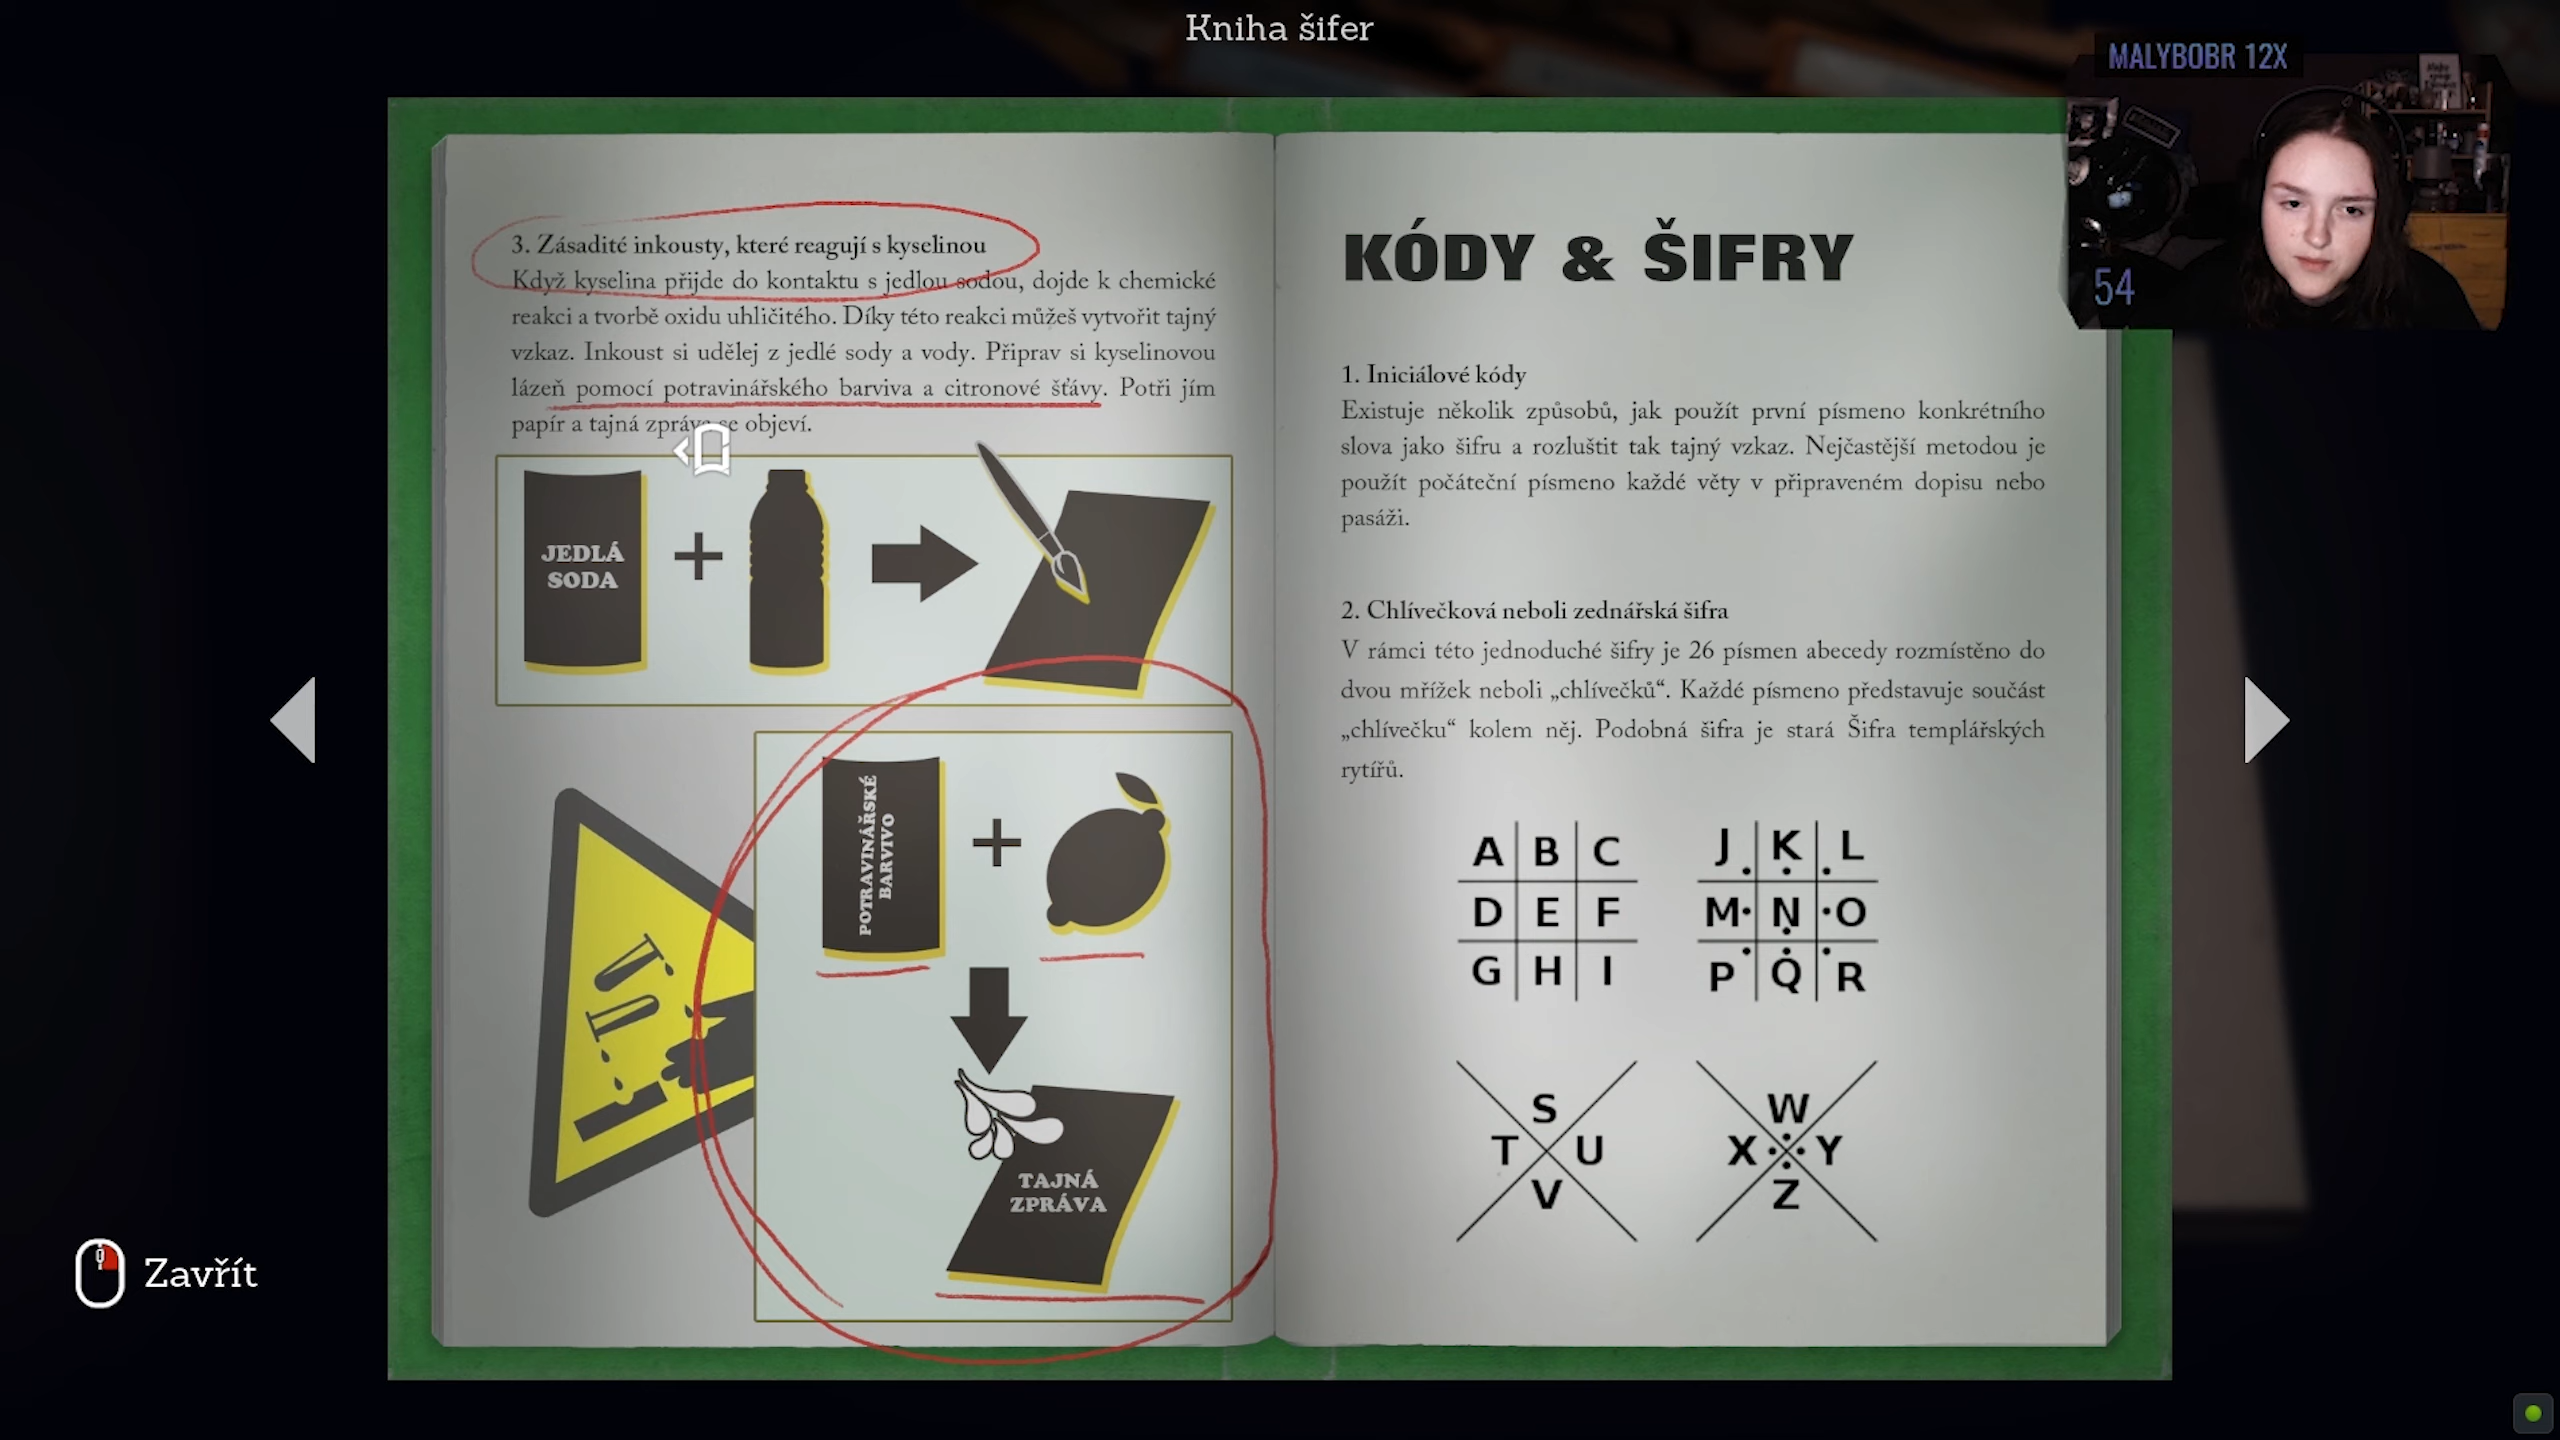 Kniha šifer
MALYBOBR 12X
54
3. Zásadité inkousty, které reagují s kyselinou
Když kyselina přijde do kontaktu s jedlou sodou, dojde k chemické
reakci a tvorbě oxidu uhličitého. Díky této reakci můžeš vytvořit tajný
vzkaz. Inkoust si udělej z jedlé sody a vody. Připrav si kyselinovou
lázeň pomocí potravinářského barviva a citronové šťávy. Potři jím
papír a tajná zpráva se objeví.
JEDLÁ
SODA
POTRAVINÁŘSKÉ
BARVIVO
TAJNÁ
ZPRÁVA
KÓDY & ŠIFRY
1. Iniciálové kódy
Existuje několik způsobů, jak použít první písmeno konkrétního
slova jako šifru a rozluštit tak tajný vzkaz. Nejčastější metodou je
použít počáteční písmeno každé věty v připraveném dopisu nebo
pasáži.
2. Chlívečková neboli zednářská šifra
V rámci této jednoduché šifry je 26 písmen abecedy rozmístěno do
dvou mřížek neboli „chlívečků“. Každé písmeno představuje součást
„chlívečku“ kolem něj. Podobná šifra je stará Šifra templářských
rytířů.
A B C
D E F
G H I
J K L
M N O
P Q R
S
T U
V
W
X Y
Z
Zavřít